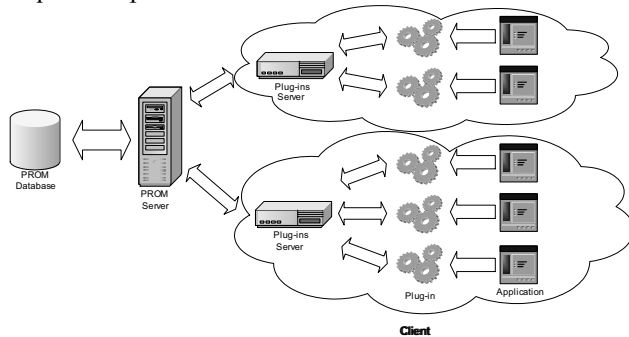 Plug-ins
Server
PROM
Database
PROM
Server
Plug-ins
Server
Plug-in
Application
Client